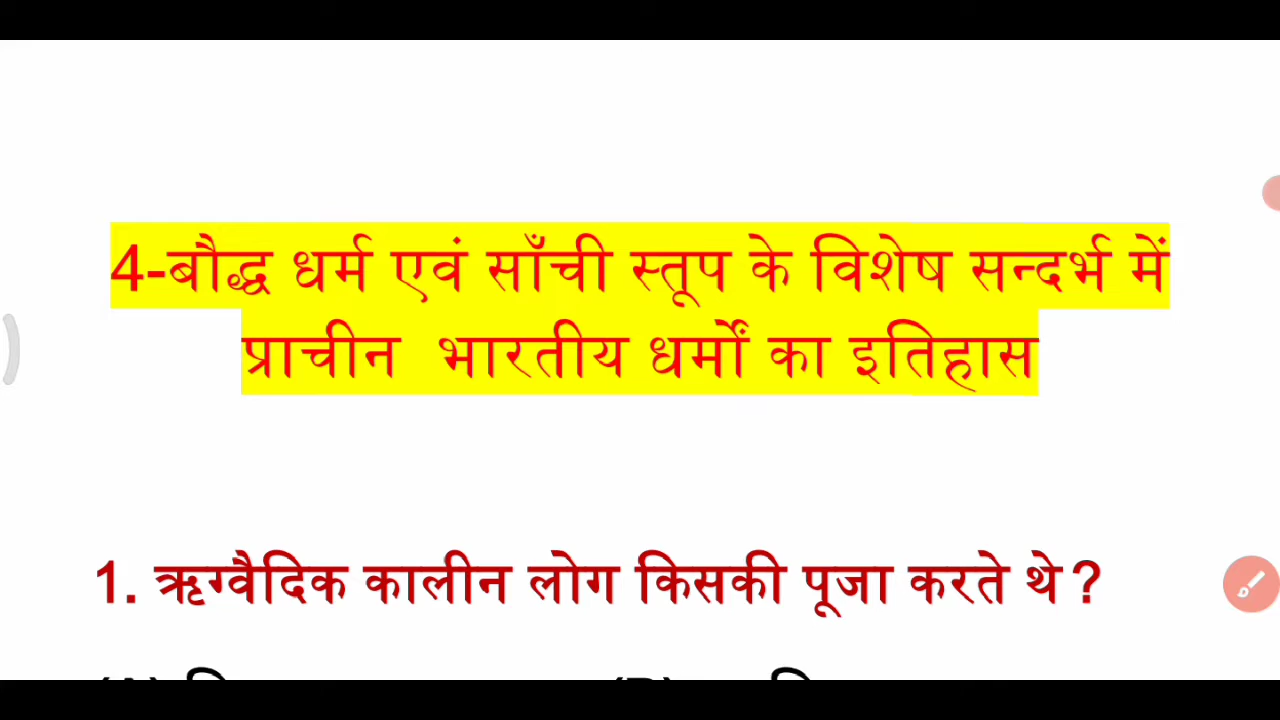 4-बौद्ध धर्म एवं साँची स्तूप के विशेष सन्दर्भ में
प्राचीन भारतीय धर्मों का इतिहास
1. ऋग्वैदिक कालीन लोग किसकी पूजा करते थे ?